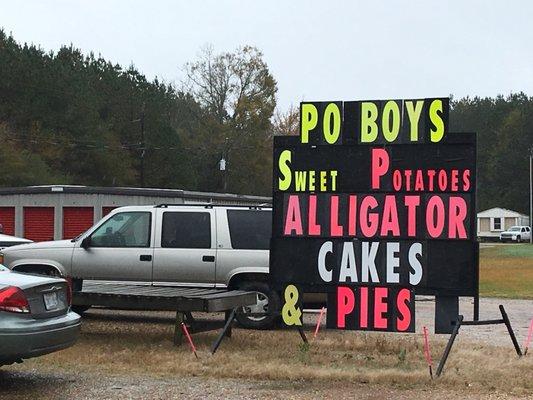 PO BOYS
SWEET POTATOES
ALLIGATOR
CAKES
& PIES